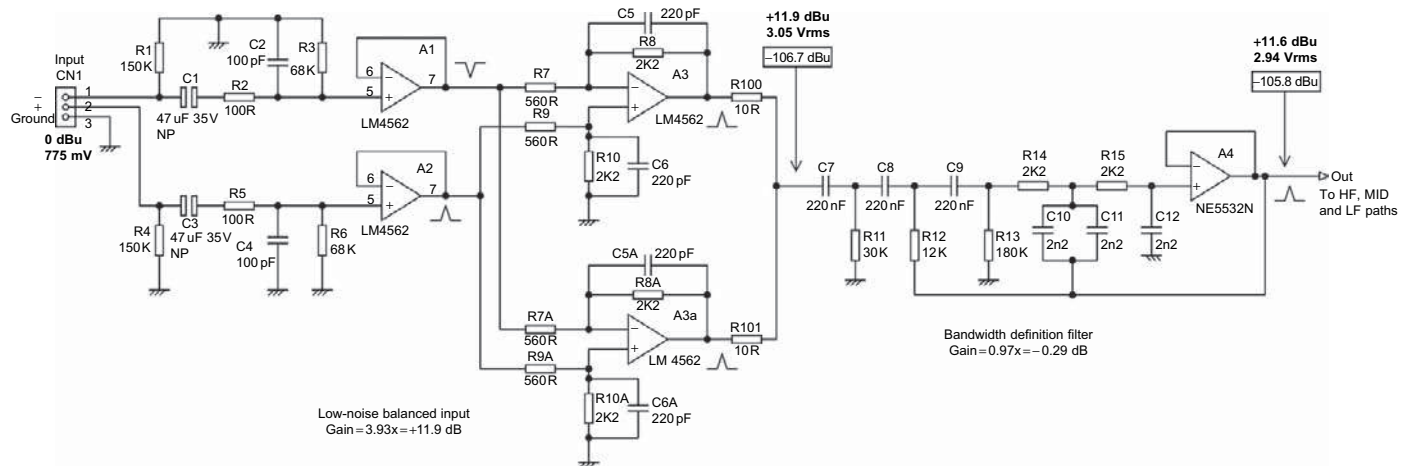 Input
CN1
−
+
Ground
1
2
3
0 dBu
775 mV
R1
150K
C1
47 uF 35V
NP
R2
100R
C2
100 pF
R3
68K
A1
6
5
7
LM4562
R4
150K
C3
47 uF 35V
NP
R5
100R
C4
100 pF
R6
68K
A2
6
5
7
LM4562
R7
560R
R9
560R
C5
220 pF
R8
2K2
A3
LM4562
R10
2K2
C6
220 pF
R100
10R
R7A
560R
R9A
560R
C5A
220 pF
R8A
2K2
A3a
LM 4562
R10A
2K2
C6A
220 pF
R101
10R
Low-noise balanced input
Gain=3.93x=+11.9 dB
+11.9 dBu
3.05 Vrms
−106.7 dBu
C7
220 nF
C8
220 nF
C9
220 nF
R11
30K
R12
12K
R13
180K
R14
2K2
R15
2K2
C10
2n2
C11
2n2
C12
2n2
A4
NE5532N
+11.6 dBu
2.94 Vrms
−105.8 dBu
Out
To HF, MID
and LF paths
Bandwidth definition filter
Gain=0.97x=−0.29 dB